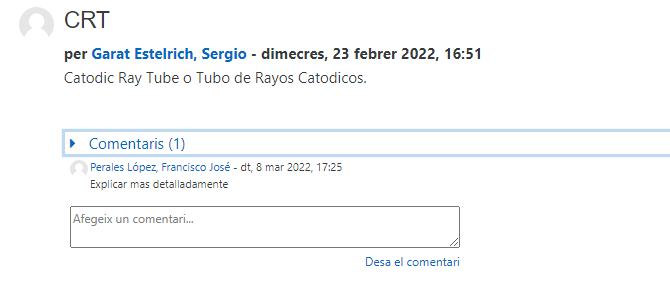 CRT
per Garat Estelrich, Sergio - dimecres, 23 febrer 2022, 16:51
Catodic Ray Tube o Tubo de Rayos Catodicos.
Comentaris (1)
Perales López, Francisco José - dt, 8 mar 2022, 17:25
Explicar mas detalladamente
Afegeix un comentari...
Desa el comentari